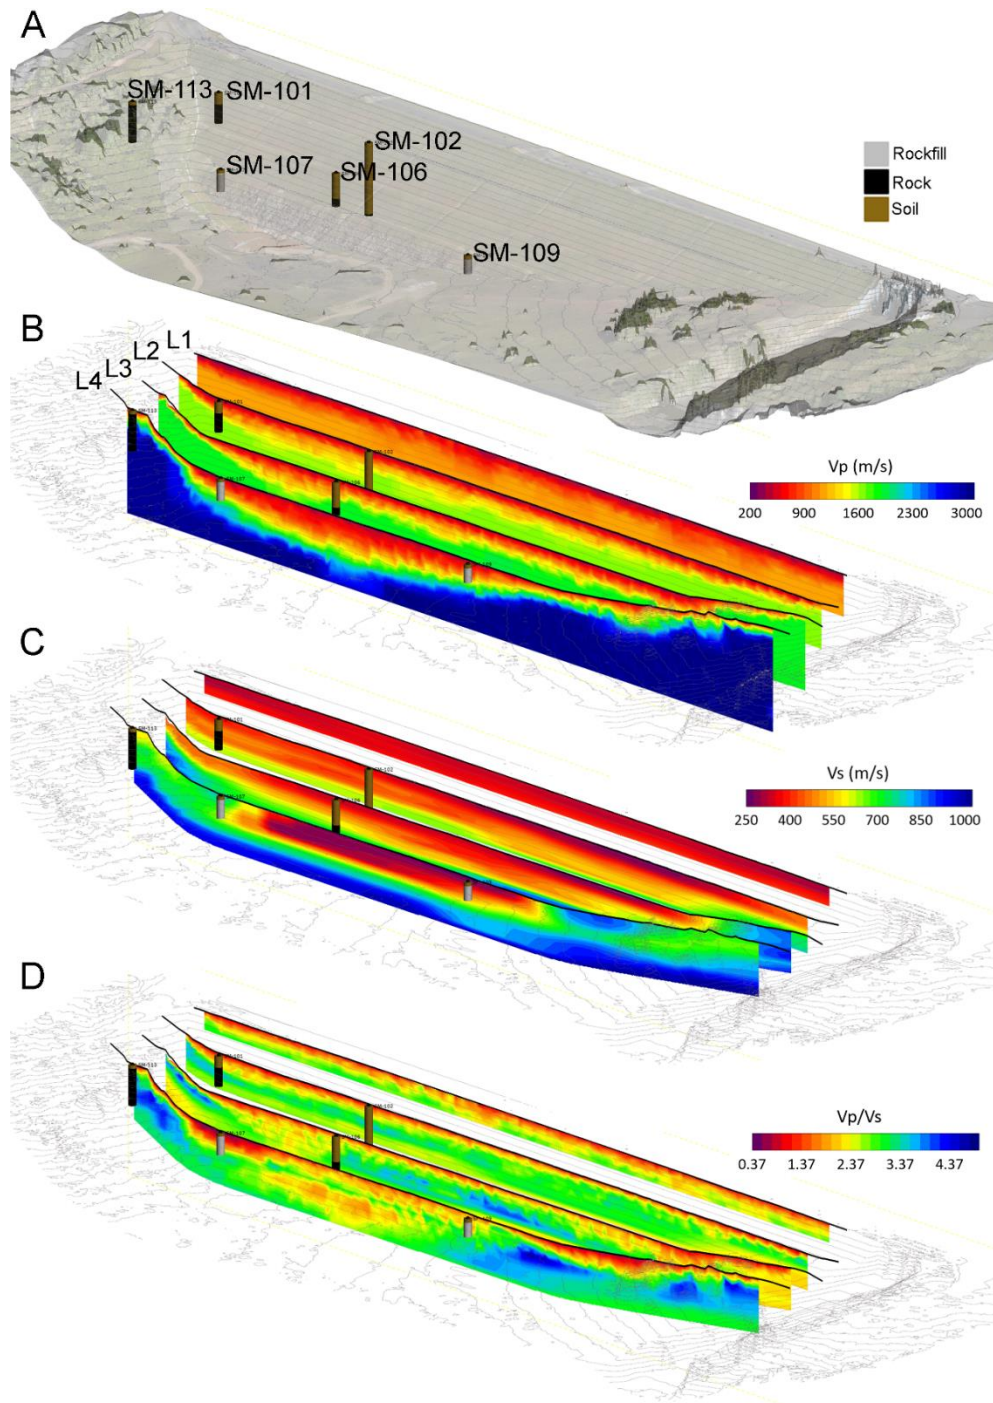 A
SM-113
SM-101
SM-102
SM-107
SM-106
SM-109
Rockfill
Rock
Soil
B
L1
L2
L3
L4
Vp (m/s)
200 900 1600 2300 3000
C
Vs (m/s)
250 400 550 700 850 1000
D
Vp/Vs
0.37 1.37 2.37 3.37 4.37